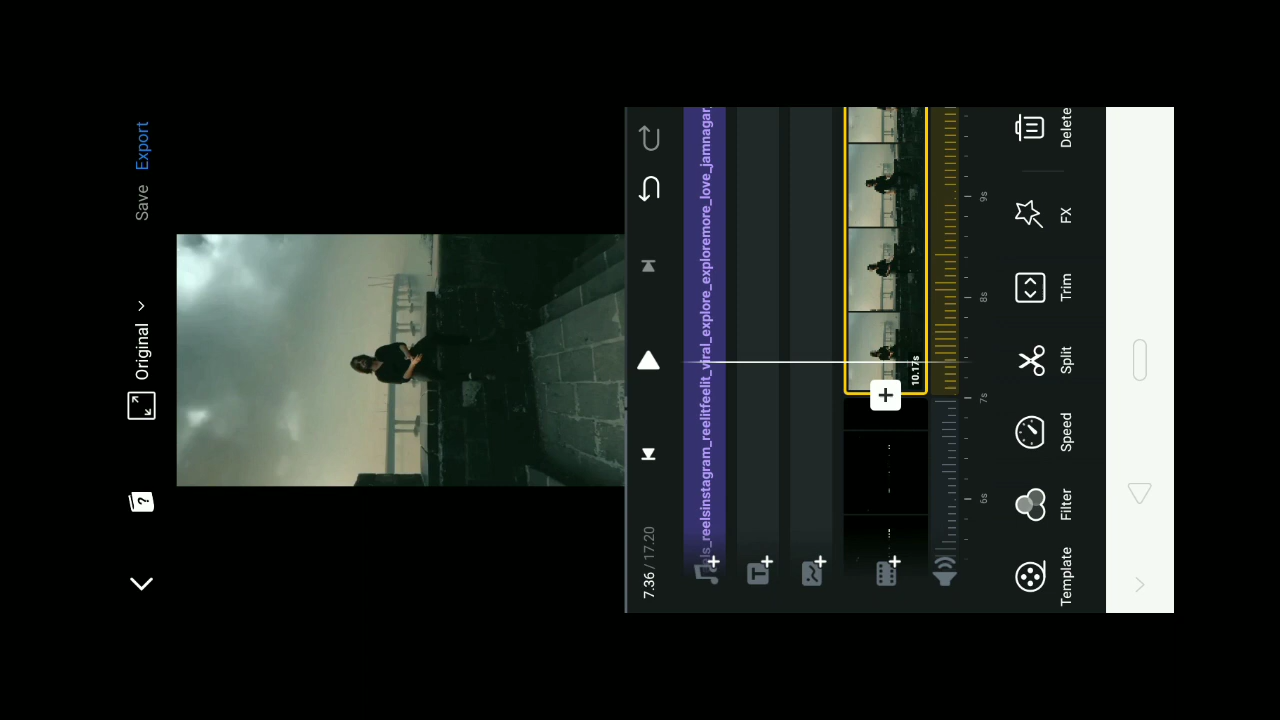 Original
Save
Export
?
7.36 / 17.20
ls_reelsinstagram_reelitfeelit_viral_explore_exploremore_love_jamnagar
T
10.17s
6s
7s
8s
9s
Template
Filter
Speed
Split
Trim
FX
Delete